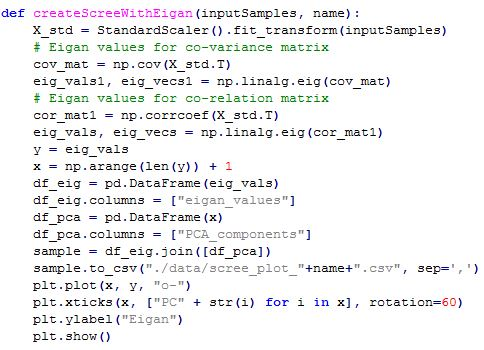 def createScreeWithEigan(inputSamples, name):
    X_std = StandardScaler().fit_transform(inputSamples)
    # Eigan values for co-variance matrix
    cov_mat = np.cov(X_std.T)
    eig_vals1, eig_vecs1 = np.linalg.eig(cov_mat)
    # Eigan values for co-relation matrix
    cor_mat1 = np.corrcoef(X_std.T)
    eig_vals, eig_vecs = np.linalg.eig(cor_mat1)
    y = eig_vals
    x = np.arange(len(y)) + 1
    df_eig = pd.DataFrame(eig_vals)
    df_eig.columns = ["eigan_values"]
    df_pca = pd.DataFrame(x)
    df_pca.columns = ["PCA_components"]
    sample = df_eig.join([df_pca])
    sample.to_csv("./data/scree_plot_"+name+".csv", sep=',')
    plt.plot(x, y, "o-")
    plt.xticks(x, ["PC" + str(i) for i in x], rotation=60)
    plt.ylabel("Eigan")
    plt.show()